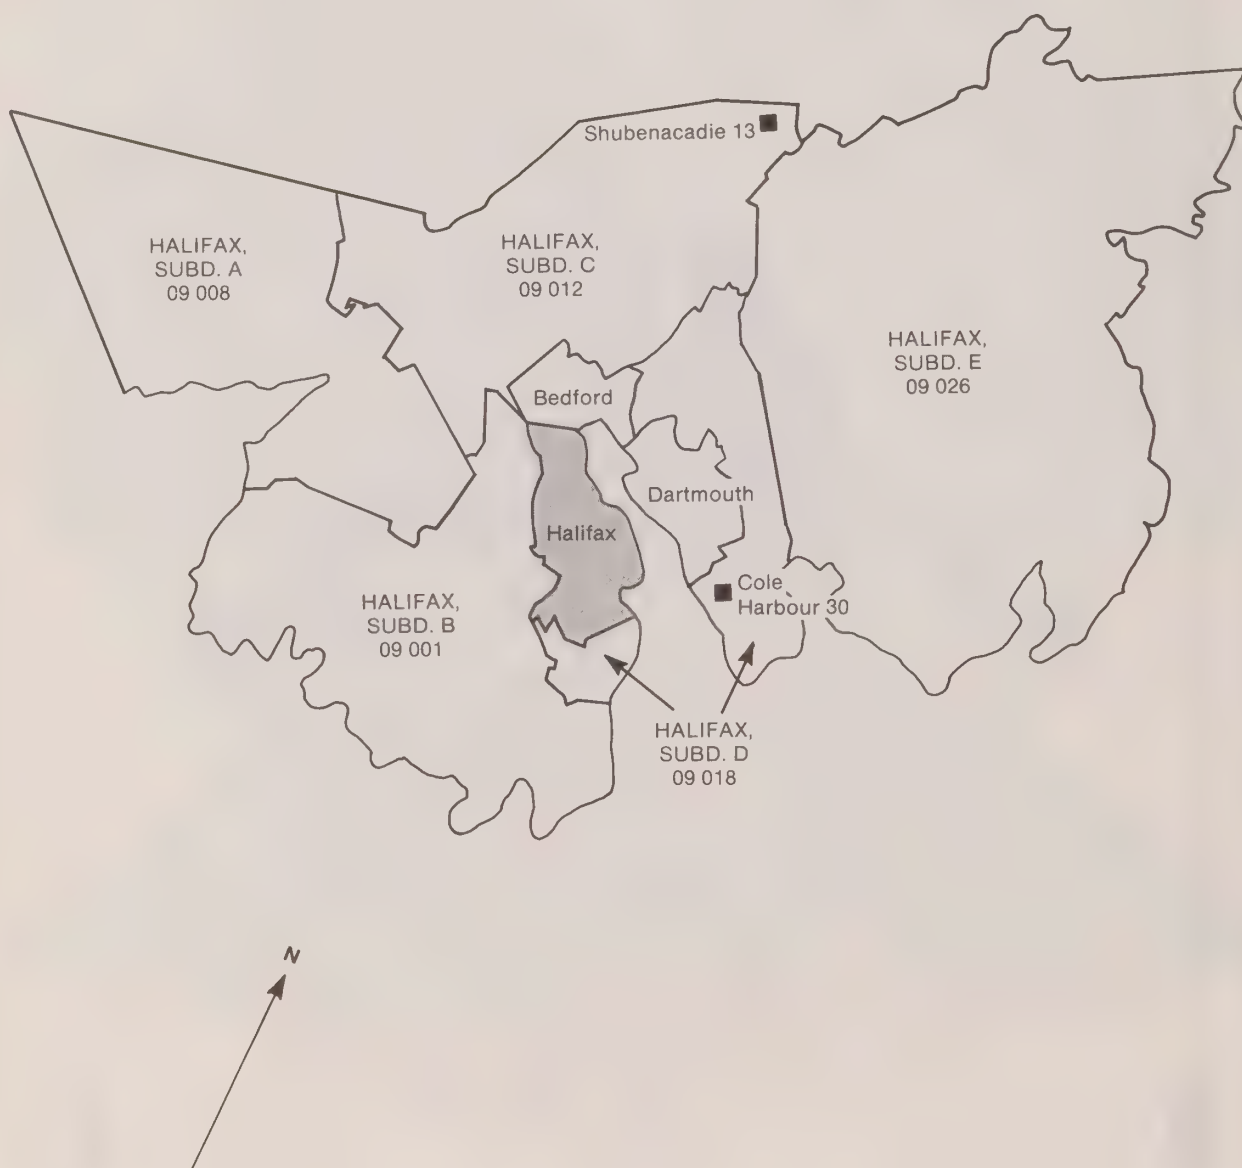 Shubenacadie 13
HALIFAX,
SUBD. A
09 008
HALIFAX,
SUBD. C
09 012
HALIFAX,
SUBD. E
09 026
Bedford
Dartmouth
Halifax
Cole
Harbour 30
HALIFAX,
SUBD. B
09 001
HALIFAX,
SUBD. D
09 018
N